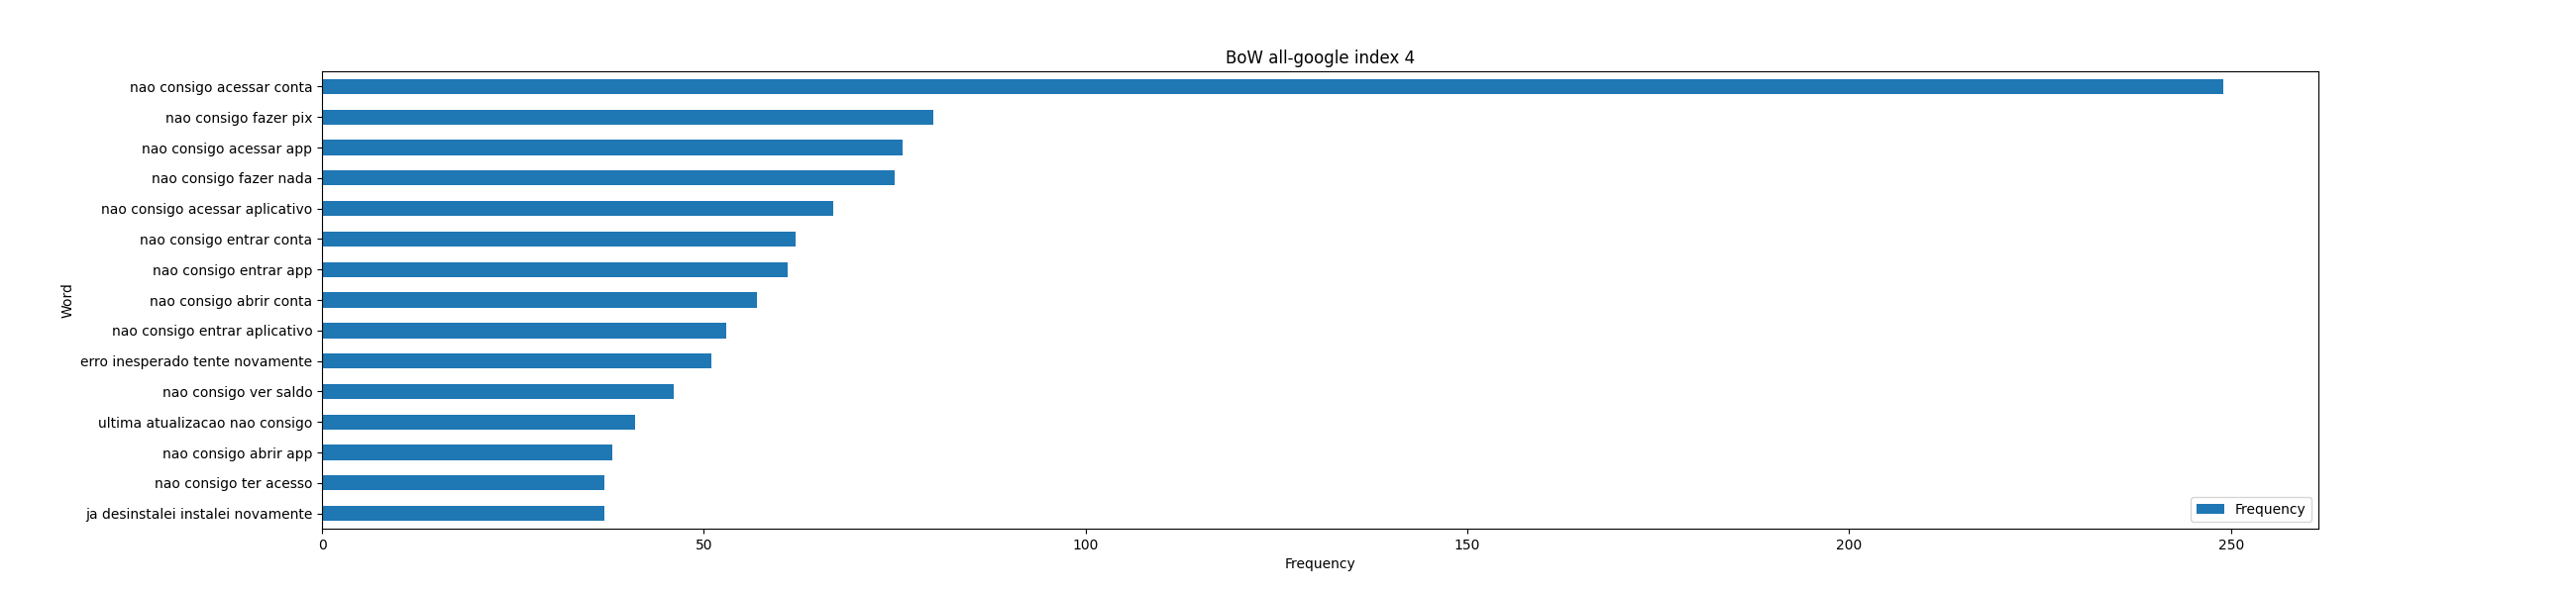 BoW all-google index 4
nao consigo acessar conta
nao consigo fazer pix
nao consigo acessar app
nao consigo fazer nada
nao consigo acessar aplicativo
nao consigo entrar conta
nao consigo entrar app
nao consigo abrir conta
nao consigo entrar aplicativo
erro inesperado tente novamente
nao consigo ver saldo
ultima atualizacao nao consigo
nao consigo abrir app
nao consigo ter acesso
ja desinstalei instalei novamente
Word
Frequency
0 50 100 150 200 250
Frequency